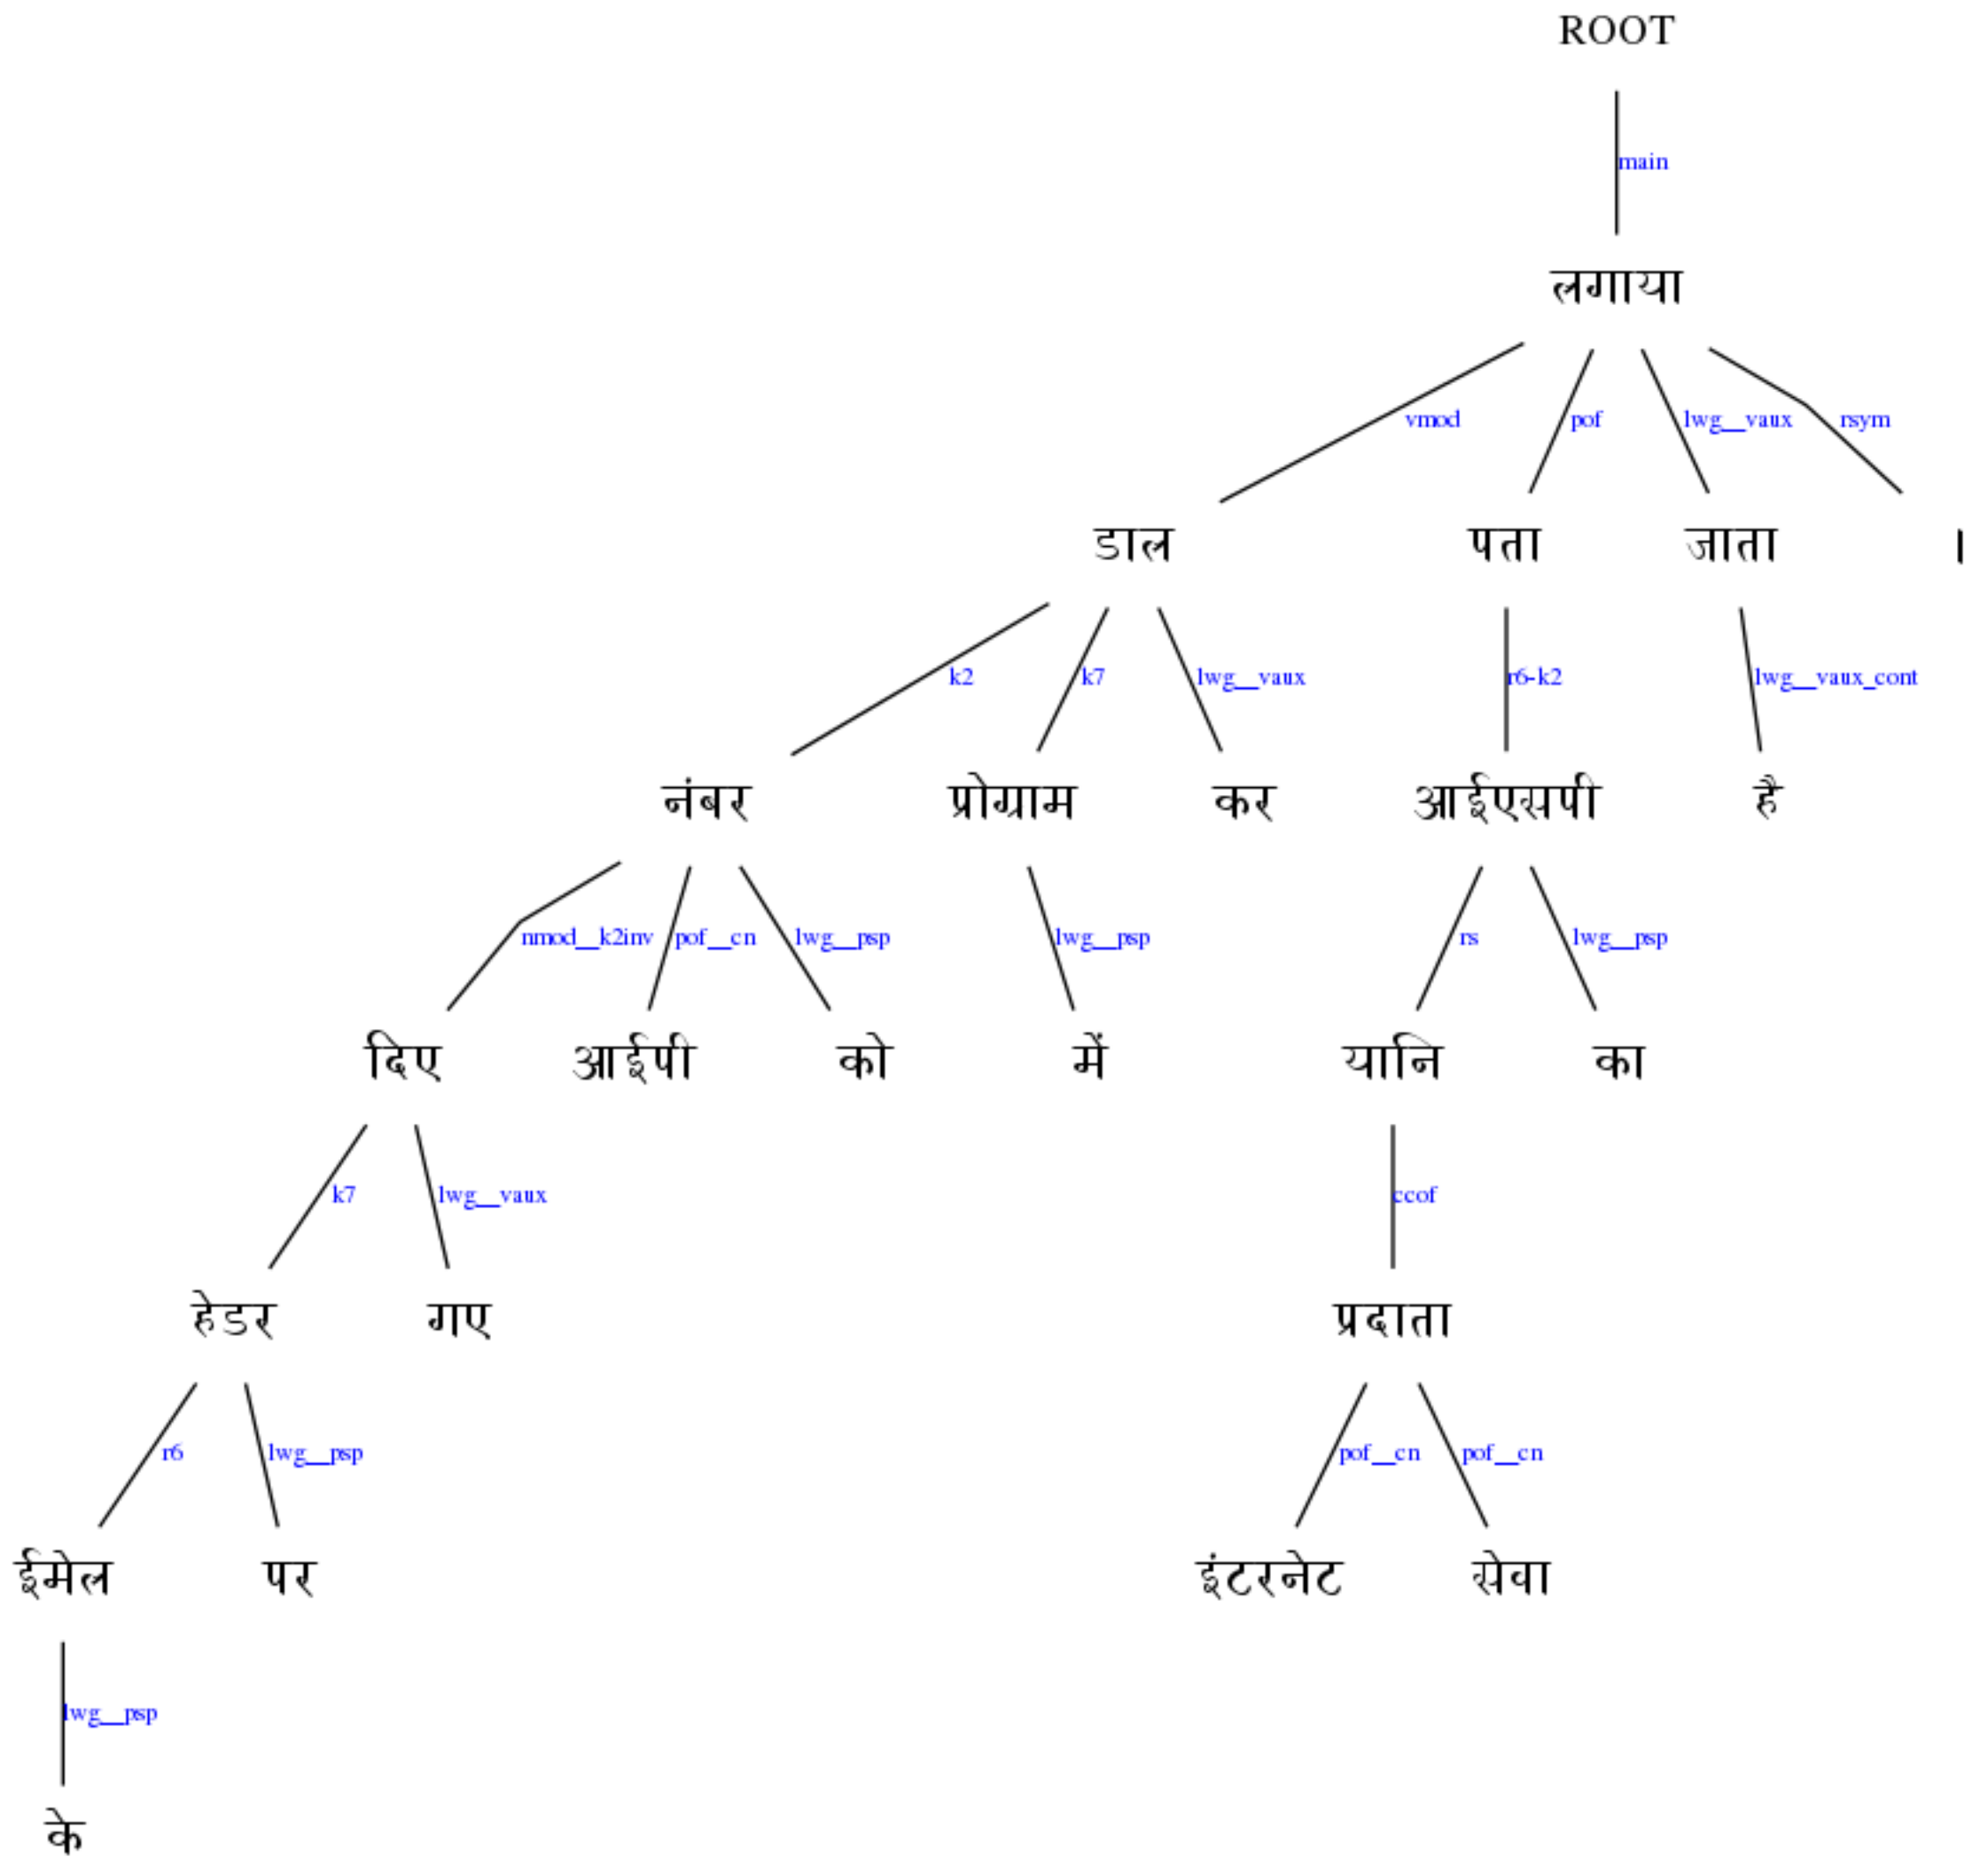 ROOT
main
लगाया
vmod pof lwg__vaux rsym
डाल पता जाता ।
k2 k7 lwg__vaux r6-k2 lwg__vaux_cont
नंबर प्रोग्राम कर आईएसपी है
nmod__k2inv pof__cn lwg__psp lwg__psp rs lwg__psp
दिए आईपी को में यानि का
k7 lwg__vaux ccof
हेडर गए प्रदाता
r6 lwg__psp pof__cn pof__cn
ईमेल पर इंटरनेट सेवा
lwg__psp
के